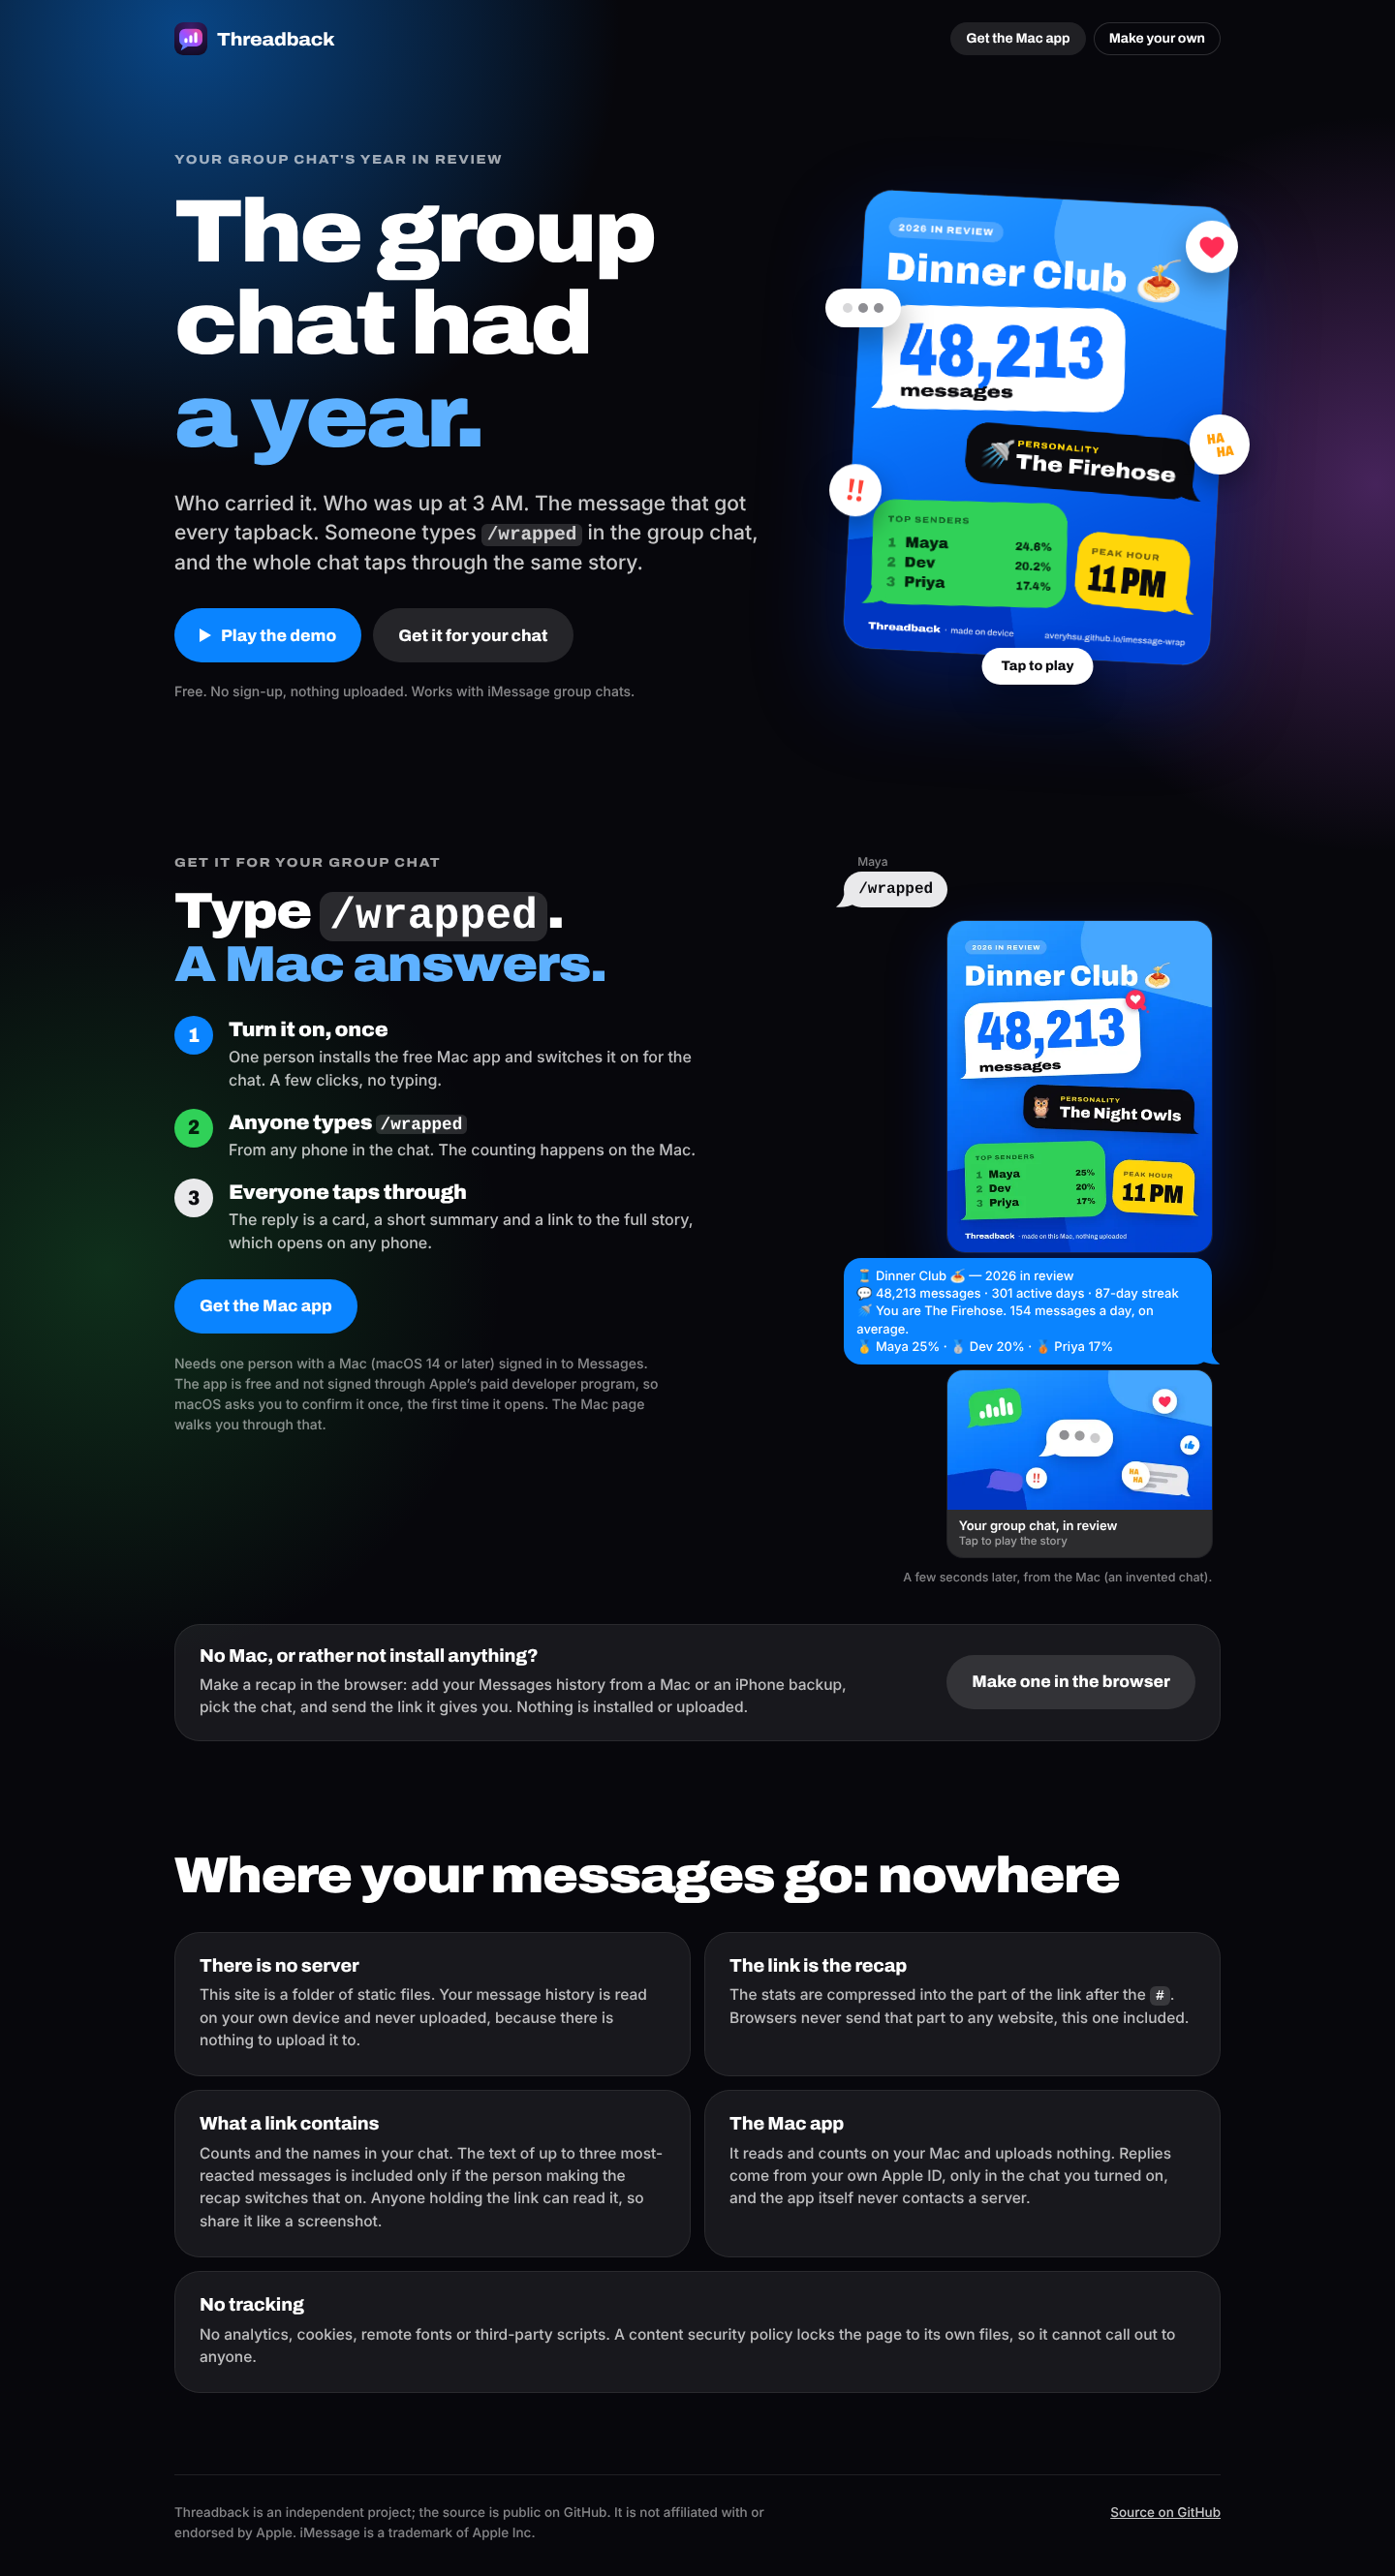 Threadback
Get the Mac app
Make your own
YOUR GROUP CHAT'S YEAR IN REVIEW
The group
chat had
a year.
Who carried it. Who was up at 3 AM. The message that got
every tapback. Someone types /wrapped in the group chat,
and the whole chat taps through the same story.
Play the demo
Get it for your chat
Free. No sign-up, nothing uploaded. Works with iMessage group chats.
2026 IN REVIEW
Dinner Club 🍝
48,213
messages
PERSONALITY
The Firehose
HA
HA
!!
TOP SENDERS
1 Maya 24.6%
2 Dev 20.2%
3 Priya 17.4%
PEAK HOUR
11 PM
Threadback · made on device
averyhsu.github.io/imessage-wrap
Tap to play
GET IT FOR YOUR GROUP CHAT
Type /wrapped.
A Mac answers.
1 Turn it on, once
One person installs the free Mac app and switches it on for the
chat. A few clicks, no typing.
2 Anyone types /wrapped
From any phone in the chat. The counting happens on the Mac.
3 Everyone taps through
The reply is a card, a short summary and a link to the full story,
which opens on any phone.
Get the Mac app
Needs one person with a Mac (macOS 14 or later) signed in to Messages.
The app is free and not signed through Apple’s paid developer program, so
macOS asks you to confirm it once, the first time it opens. The Mac page
walks you through that.
Maya
/wrapped
2026 IN REVIEW
Dinner Club 🍝
48,213
messages
PERSONALITY
The Night Owls
TOP SENDERS
1 Maya 25%
2 Dev 20%
3 Priya 17%
PEAK HOUR
11 PM
Threadback · made on this Mac, nothing uploaded
🧵 Dinner Club 🍝 — 2026 in review
💬 48,213 messages · 301 active days · 87-day streak
🚿 You are The Firehose. 154 messages a day, on
average.
🥇 Maya 25% · 🥈 Dev 20% · 🥉 Priya 17%
!!
HA
HA
Your group chat, in review
Tap to play the story
A few seconds later, from the Mac (an invented chat).
No Mac, or rather not install anything?
Make a recap in the browser: add your Messages history from a Mac or an iPhone backup,
pick the chat, and send the link it gives you. Nothing is installed or uploaded.
Make one in the browser
Where your messages go: nowhere
There is no server
This site is a folder of static files. Your message history is read
on your own device and never uploaded, because there is
nothing to upload it to.
The link is the recap
The stats are compressed into the part of the link after the #.
Browsers never send that part to any website, this one included.
What a link contains
Counts and the names in your chat. The text of up to three most-
reacted messages is included only if the person making the
recap switches that on. Anyone holding the link can read it, so
share it like a screenshot.
The Mac app
It reads and counts on your Mac and uploads nothing. Replies
come from your own Apple ID, only in the chat you turned on,
and the app itself never contacts a server.
No tracking
No analytics, cookies, remote fonts or third-party scripts. A content security policy locks the page to its own files, so it cannot call out to
anyone.
Threadback is an independent project; the source is public on GitHub. It is not affiliated with or
endorsed by Apple. iMessage is a trademark of Apple Inc.
Source on GitHub